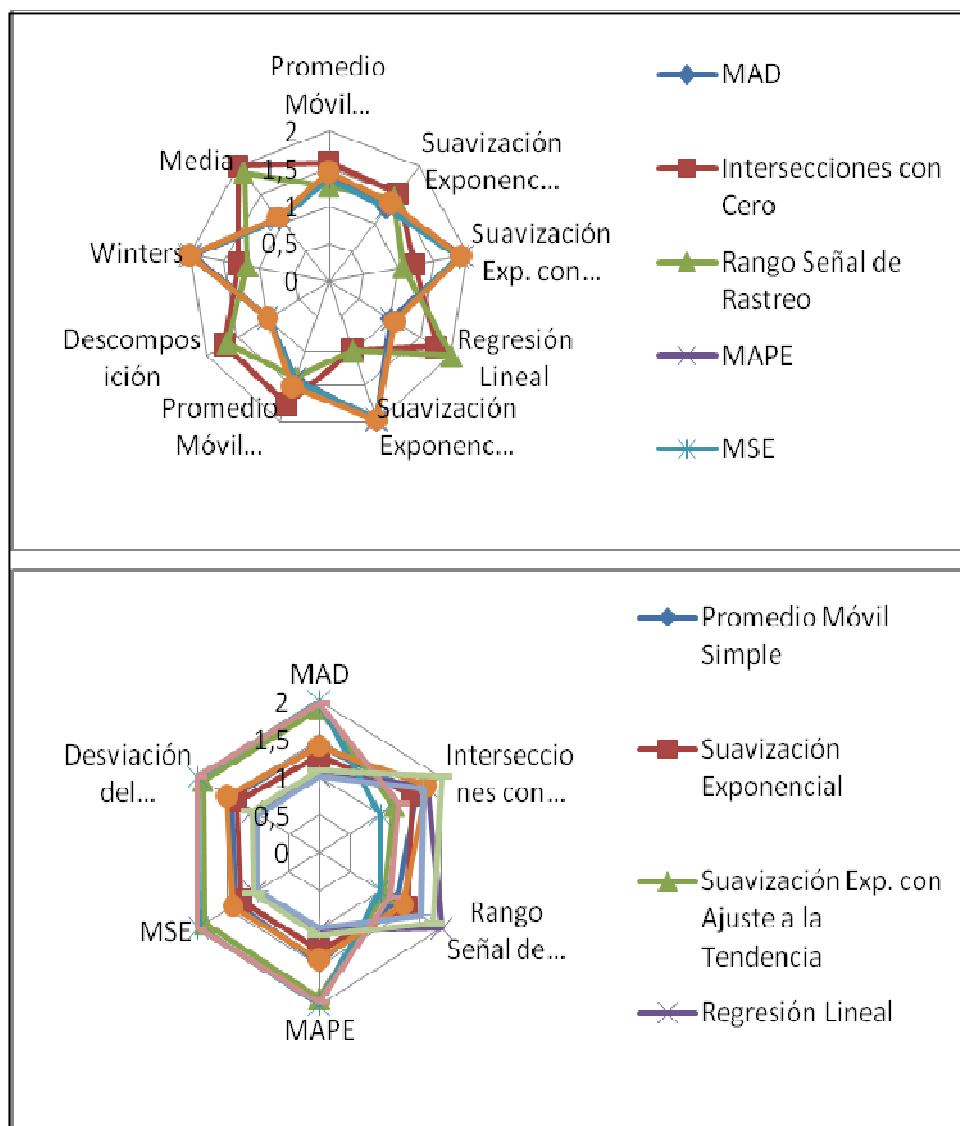 Promedio
Móvil...
2
1,5
1
0,5
0
Suavización
Exponenc...
Suavización
Exp. con...
Regresión
Lineal
Suavización
Exponenc...
Promedio
Móvil...
Descompos
ición
Winters
Media
MAD
Intersecciones con
Cero
Rango Señal de
Rastreo
MAPE
MSE
MAD
2
1,5
1
0,5
0
Interseccio
nes con...
Rango
Señal de...
MAPE
MSE
Desviación
del...
Promedio Móvil
Simple
Suavización
Exponencial
Suavización Exp. con
Ajuste a la
Tendencia
Regresión Lineal